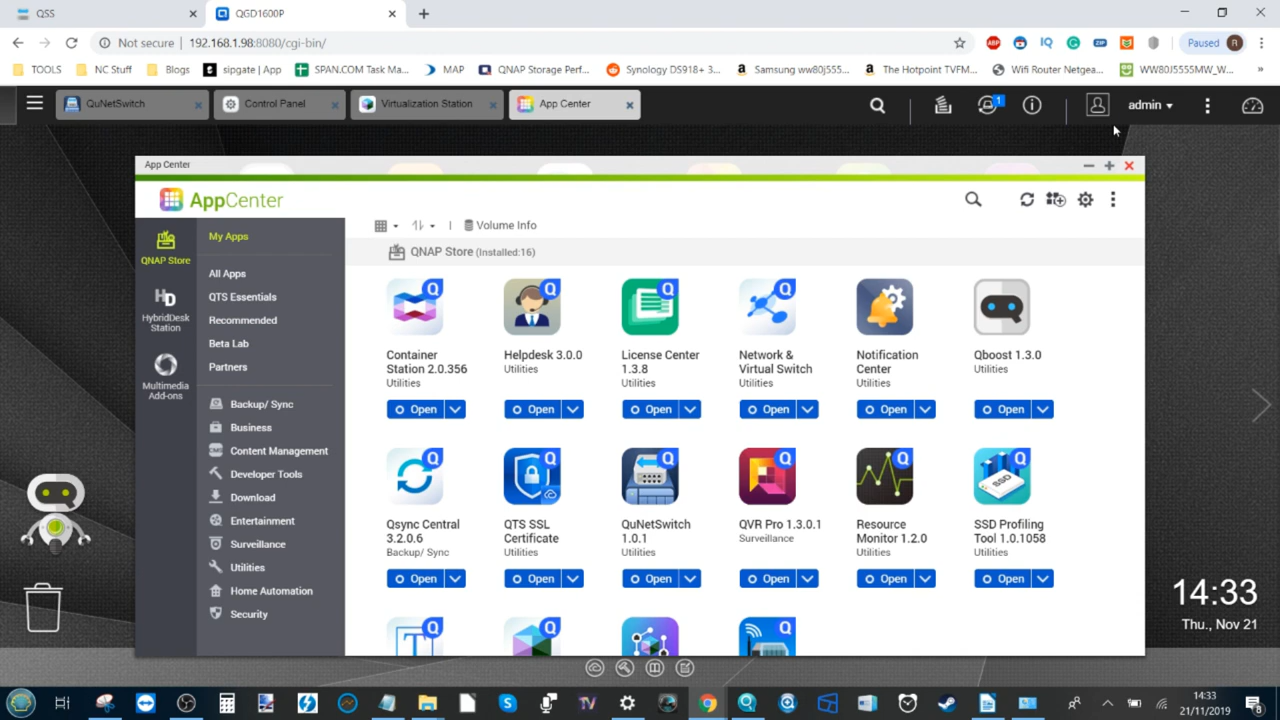 QSS
QGD1600P
Not secure | 192.168.1.98:8080/cgi-bin/
ABP
IQ
ZIP
Paused
R
TOOLS
NC Stuff
Blogs
sipgate | App
SPAN.COM Task Ma...
MAP
QNAP Storage Perf...
Synology DS918+ 3...
Samsung ww80j555...
The Hotpoint TVFM...
Wifi Router Netgea...
WW80J5555MW_W...
QuNetSwitch
Control Panel
Virtualization Station
App Center
1
admin
App Center
AppCenter
QNAP Store
HD
HybridDesk
Station
Multimedia
Add-ons
My Apps
All Apps
QTS Essentials
Recommended
Beta Lab
Partners
Backup/ Sync
Business
Content Management
Developer Tools
Download
Entertainment
Surveillance
Utilities
Home Automation
Security
Volume Info
QNAP Store (Installed:16)
Q Q Q Q Q
Container
Station 2.0.356
Utilities
Open
Helpdesk 3.0.0
Utilities
Open
License Center
1.3.8
Utilities
Open
Network &
Virtual Switch
Utilities
Open
Notification
Center
Utilities
Open
Qboost 1.3.0
Utilities
Open
Q Q Q Q Q Q
SSD
Qsync Central
3.2.0.6
Backup/ Sync
Open
QTS SSL
Certificate
Utilities
Open
QuNetSwitch
1.0.1
Utilities
Open
QVR Pro 1.3.0.1
Surveillance
Open
Resource
Monitor 1.2.0
Utilities
Open
SSD Profiling
Tool 1.0.1058
Utilities
Open
T
Q Q Q Q
14:33
Thu., Nov 21
14:33
21/11/2019
8